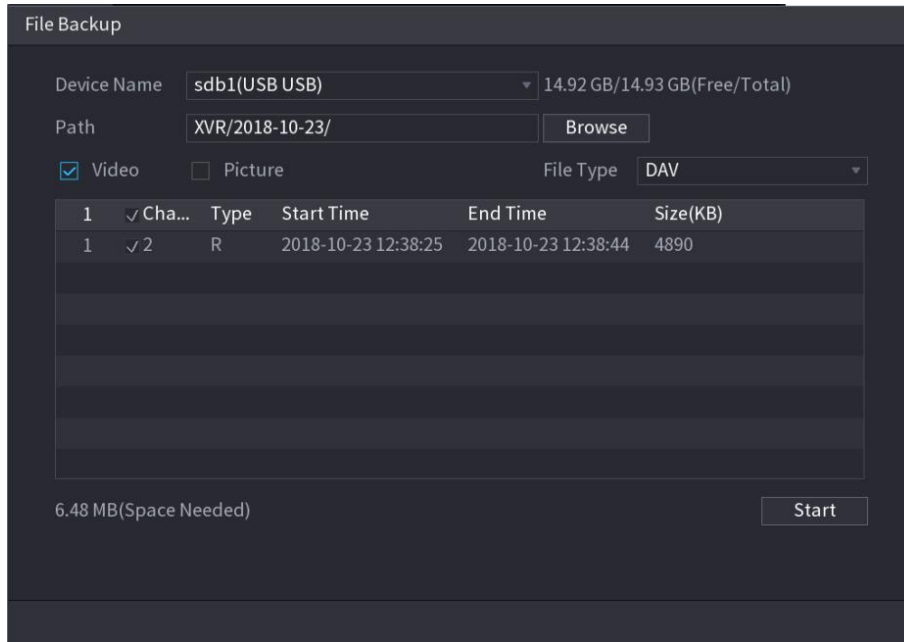 File Backup
Device Name sdb1(USB USB) 14.92 GB/14.93 GB(Free/Total)
Path XVR/2018-10-23/ Browse
Video Picture File Type DAV
1 Cha... Type Start Time End Time Size(KB)
1 2 R 2018-10-23 12:38:25 2018-10-23 12:38:44 4890
6.48 MB(Space Needed) Start